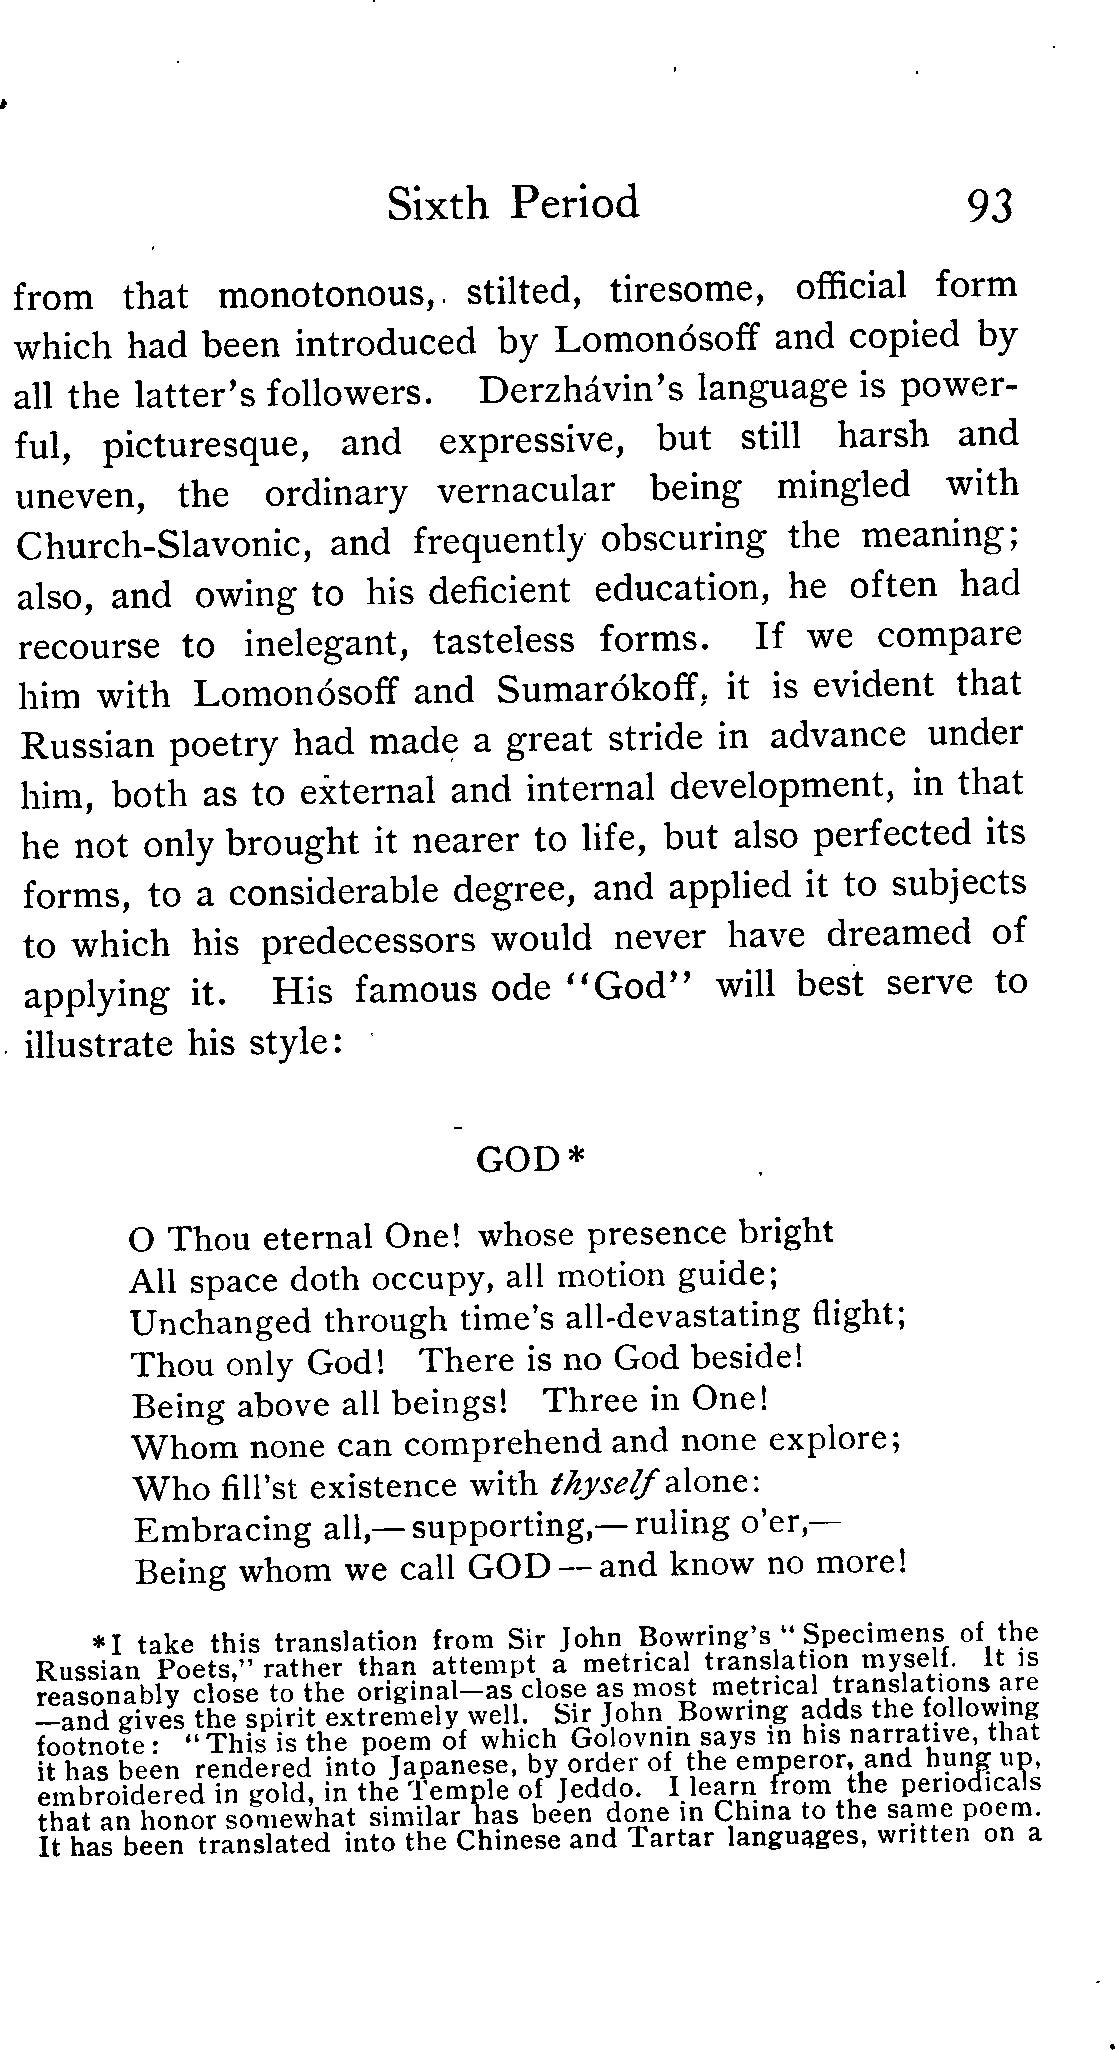 Sixth Period 93
from that monotonous, stilted, tiresome, official form
which had been introduced by Lomonósoff and copied by
all the latter's followers. Derzhávin's language is power-
ful, picturesque, and expressive, but still harsh and
uneven, the ordinary vernacular being mingled with
Church-Slavonic, and frequently obscuring the meaning;
also, and owing to his deficient education, he often had
recourse to inelegant, tasteless forms. If we compare
him with Lomonósoff and Sumarókoff, it is evident that
Russian poetry had made a great stride in advance under
him, both as to external and internal development, in that
he not only brought it nearer to life, but also perfected its
forms, to a considerable degree, and applied it to subjects
to which his predecessors would never have dreamed of
applying it. His famous ode "God" will best serve to
illustrate his style:
GOD*
O Thou eternal One! whose presence bright
All space doth occupy, all motion guide;
Unchanged through time's all-devastating flight;
Thou only God! There is no God beside!
Being above all beings! Three in One!
Whom none can comprehend and none explore;
Who fill'st existence with thyself alone:
Embracing all,—supporting,—ruling o'er,—
Being whom we call GOD—and know no more!
*I take this translation from Sir John Bowring's "Specimens of the
Russian Poets," rather than attempt a metrical translation myself. It is
reasonably close to the original—as close as most metrical translations are
—and gives the spirit extremely well. Sir John Bowring adds the following
footnote: "This is the poem of which Golovnin says in his narrative, that
it has been rendered into Japanese, by order of the emperor, and hung up,
embroidered in gold, in the Temple of Jeddo. I learn from the periodicals
that an honor somewhat similar has been done in China to the same poem.
It has been translated into the Chinese and Tartar languages, written on a